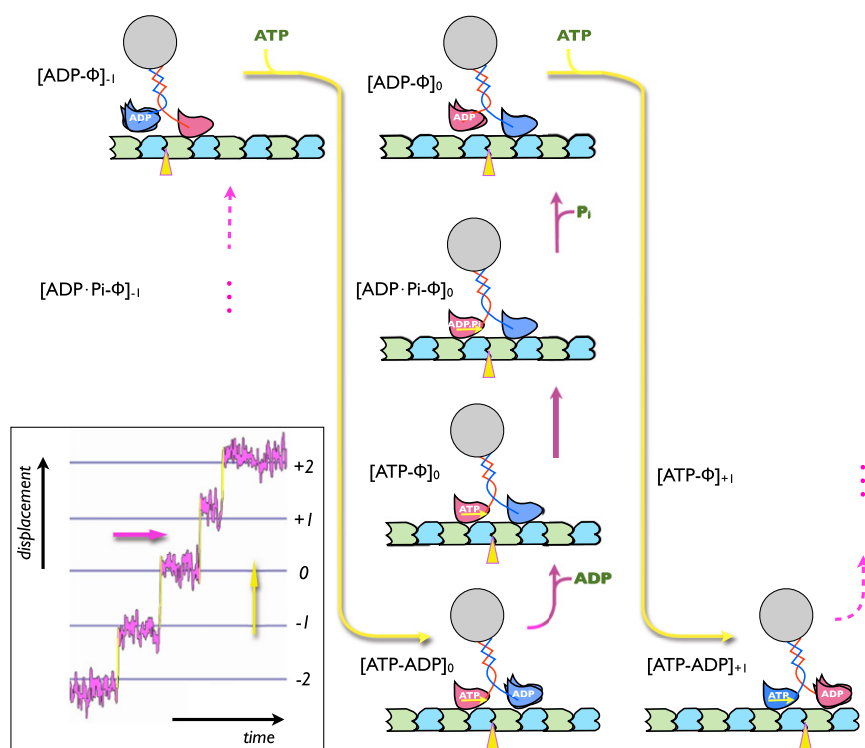 ATP
ATP
[ADP-Φ]-1
[ADP-Φ]0
ADP
ADP
Pi
[ADP·Pi-Φ]-1
[ADP·Pi-Φ]0
ADP.Pi
displacement
+2
+1
0
-1
-2
time
[ATP-Φ]0
[ATP-Φ]+1
ATP
ADP
[ATP-ADP]0
[ATP-ADP]+1
ATP
ADP
ATP
ADP